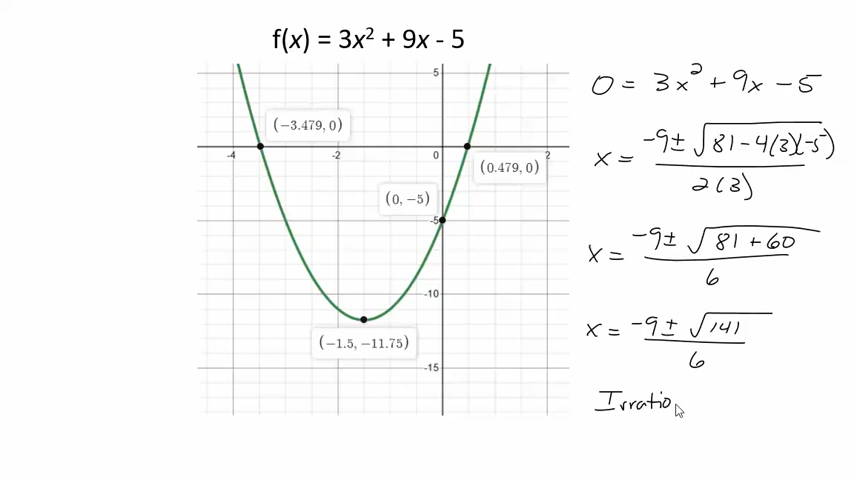 f(x) = 3x² + 9x - 5
5
(−3.479, 0)
-4
-2
0
2
(0.479, 0)
(0, −5)
-5
-10
(−1.5, −11.75)
-15
0 = 3x² + 9x − 5
x = −9 ± √81 − 4(3)(−5) / 2(3)
x = −9 ± √81 + 60 / 6
x = −9 ± √141 / 6
Irratio